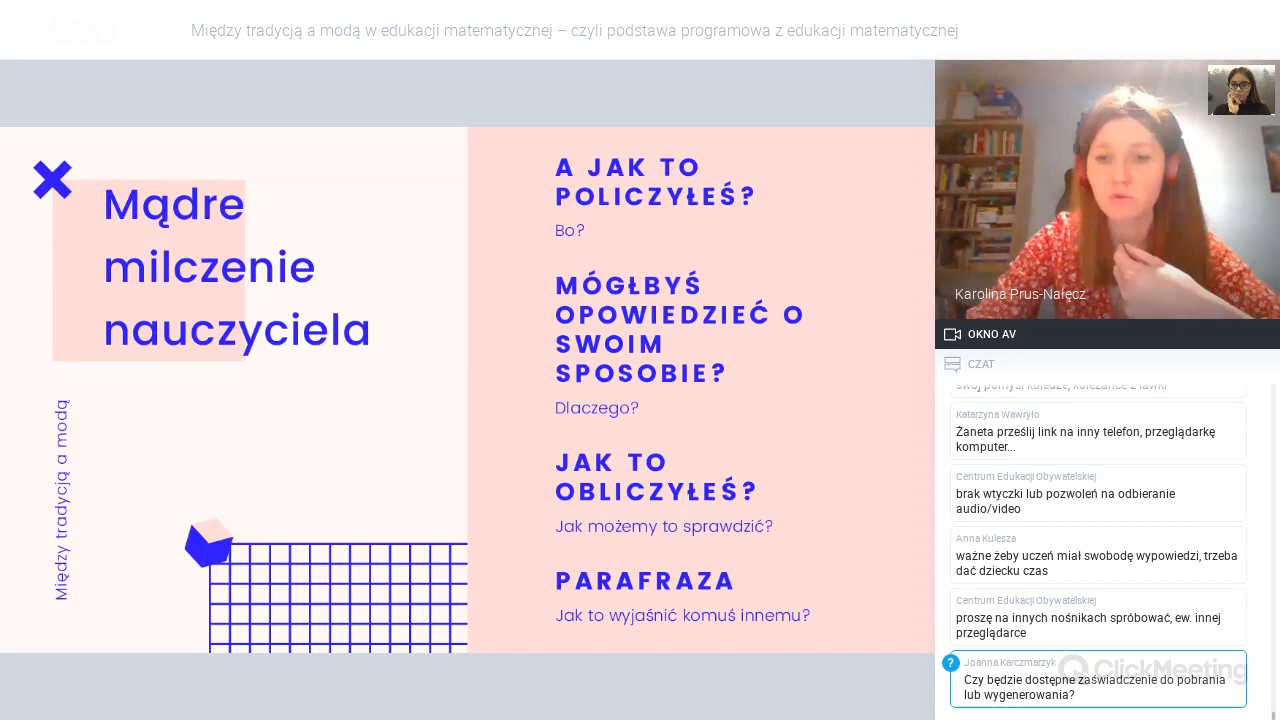 Między tradycją a modą w edukacji matematycznej – czyli podstawa programowa z edukacji matematycznej
Mądre
milczenie
nauczyciela
Między tradycją a modą
A JAK TO
POLICZYŁEŚ?
Bo?
MÓGŁBYŚ
OPOWIEDZIEĆ O
SWOIM
SPOSOBIE?
Dlaczego?
JAK TO
OBLICZYŁEŚ?
Jak możemy to sprawdzić?
PARAFRAZA
Jak to wyjaśnić komuś innemu?
Karolina Prus-Nałęcz
OKNO AV
CZAT
swój pomysł koledze, koleżance z ławki
Katarzyna Wawryło
Żaneta prześlij link na inny telefon, przeglądarkę
komputer...
Centrum Edukacji Obywatelskiej
brak wtyczki lub pozwoleń na odbieranie
audio/video
Anna Kulesza
ważne żeby uczeń miał swobodę wypowiedzi, trzeba
dać dziecku czas
Centrum Edukacji Obywatelskiej
proszę na innych nośnikach spróbować, ew. innej
przeglądarce
? Joanna Karczmarzyk
ClickMeeting
Czy będzie dostępne zaświadczenie do pobrania
lub wygenerowania?